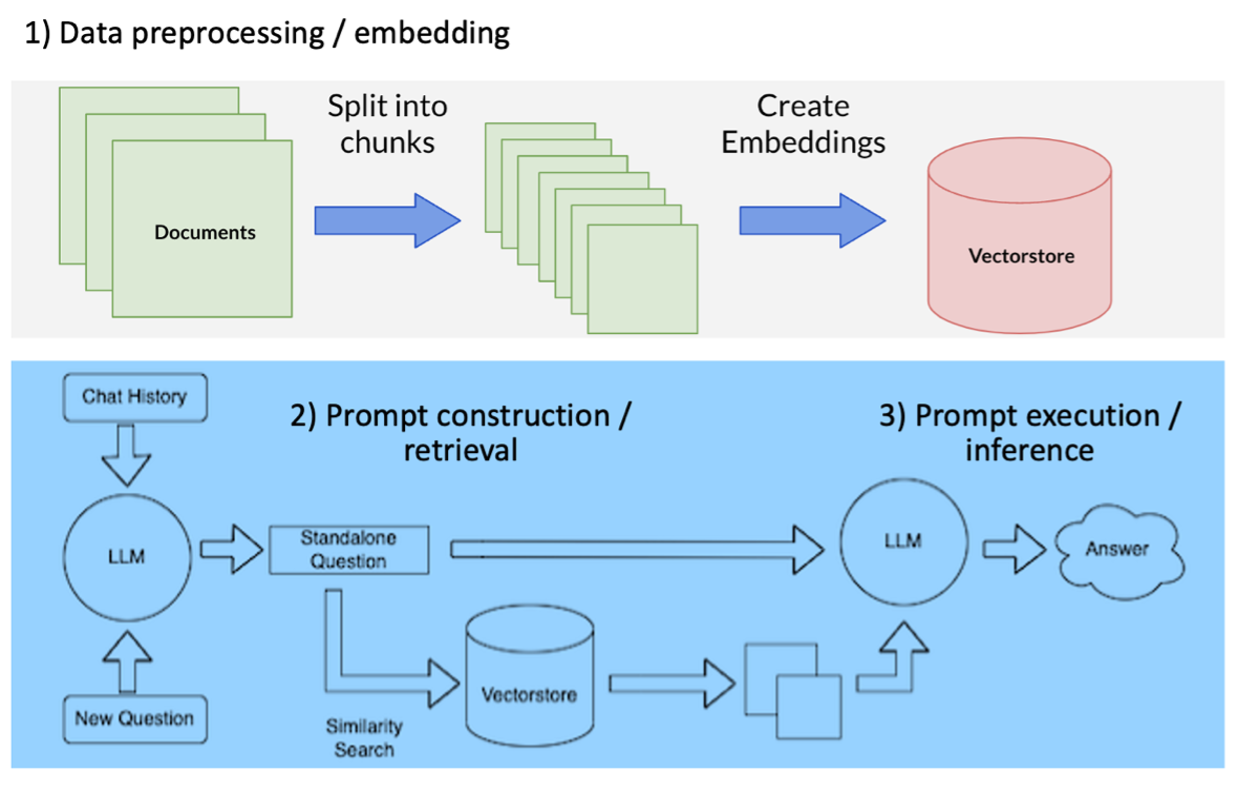 1) Data preprocessing / embedding
Split into
chunks
Create
Embeddings
Documents
Vectorstore
Chat History
2) Prompt construction /
retrieval
3) Prompt execution /
inference
LLM
Standalone
Question
LLM
Answer
New Question
Similarity
Search
Vectorstore